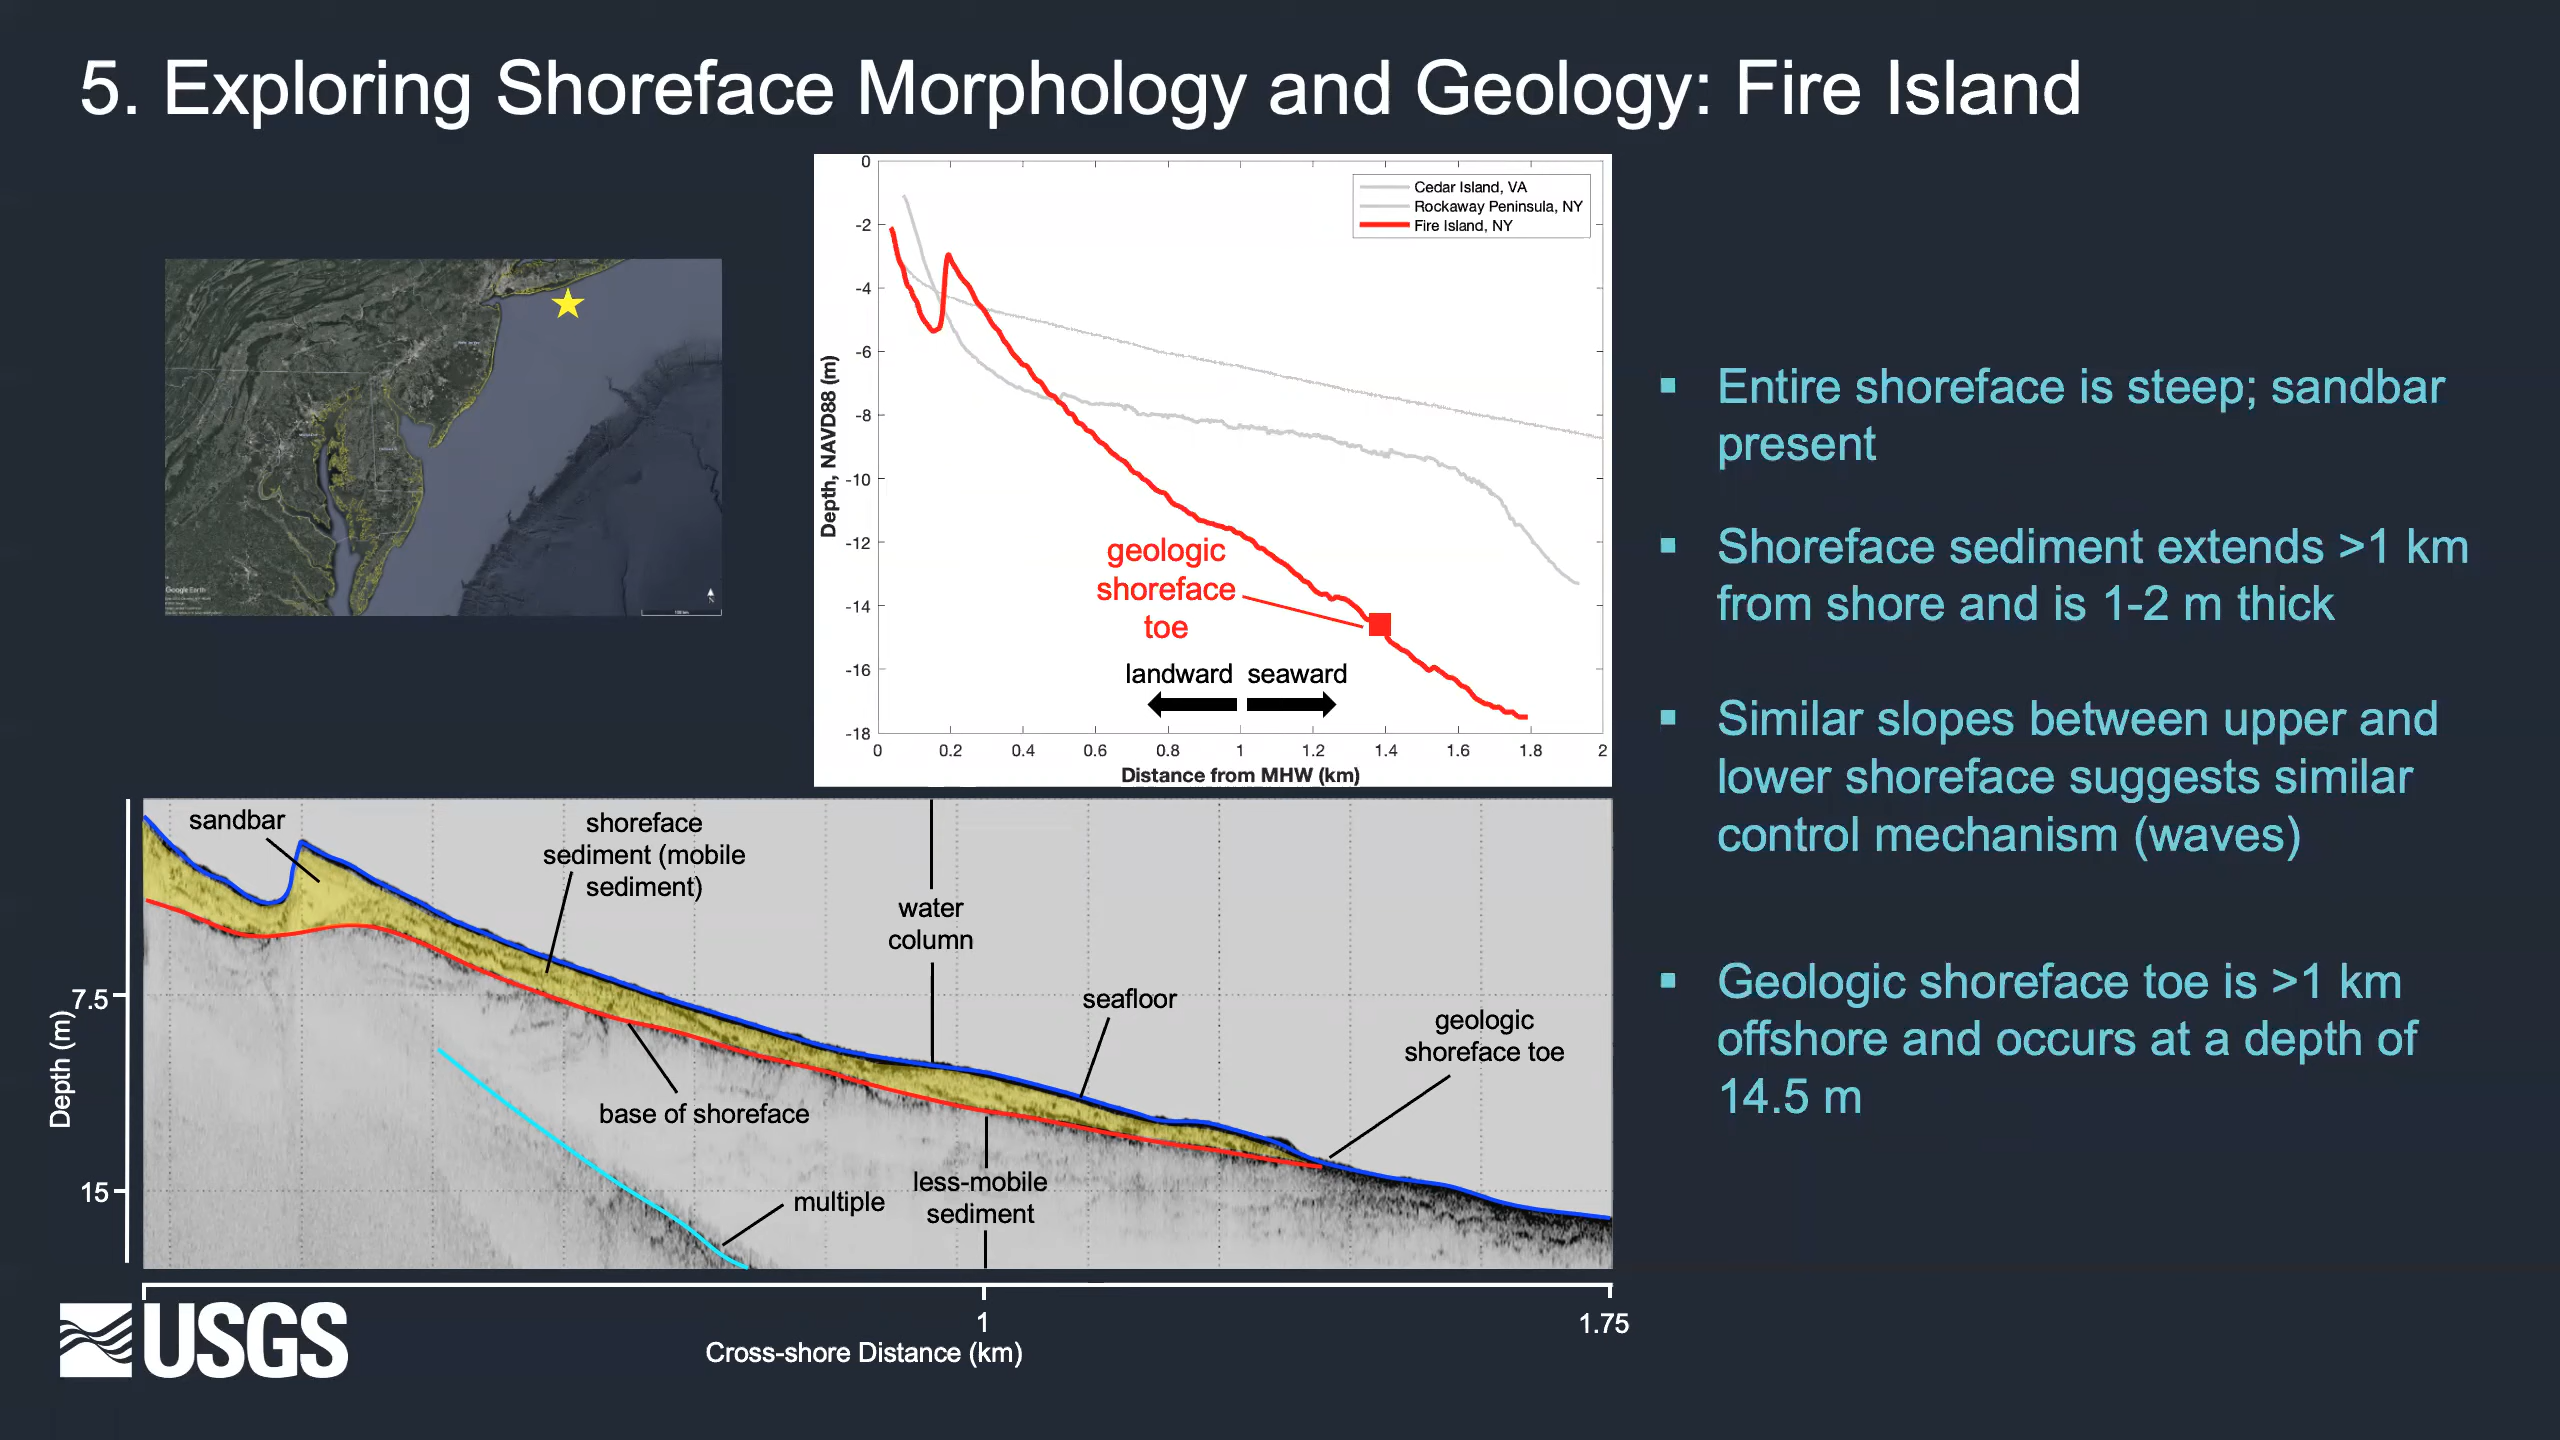 5. Exploring Shoreface Morphology and Geology: Fire Island
Google Earth
0
-2
-4
-6
-8
-10
-12
-14
-16
-18
Depth, NAVD88 (m)
Cedar Island, VA
Rockaway Peninsula, NY
Fire Island, NY
geologic
shoreface
toe
landward seaward
0 0.2 0.4 0.6 0.8 1 1.2 1.4 1.6 1.8 2
Distance from MHW (km)
▪ Entire shoreface is steep; sandbar
present
▪ Shoreface sediment extends >1 km
from shore and is 1-2 m thick
▪ Similar slopes between upper and
lower shoreface suggests similar
control mechanism (waves)
▪ Geologic shoreface toe is >1 km
offshore and occurs at a depth of
14.5 m
sandbar
shoreface
sediment (mobile
sediment)
water
column
seafloor
geologic
shoreface toe
base of shoreface
less-mobile
sediment
multiple
7.5
15
Depth (m)
1
1.75
Cross-shore Distance (km)
USGS